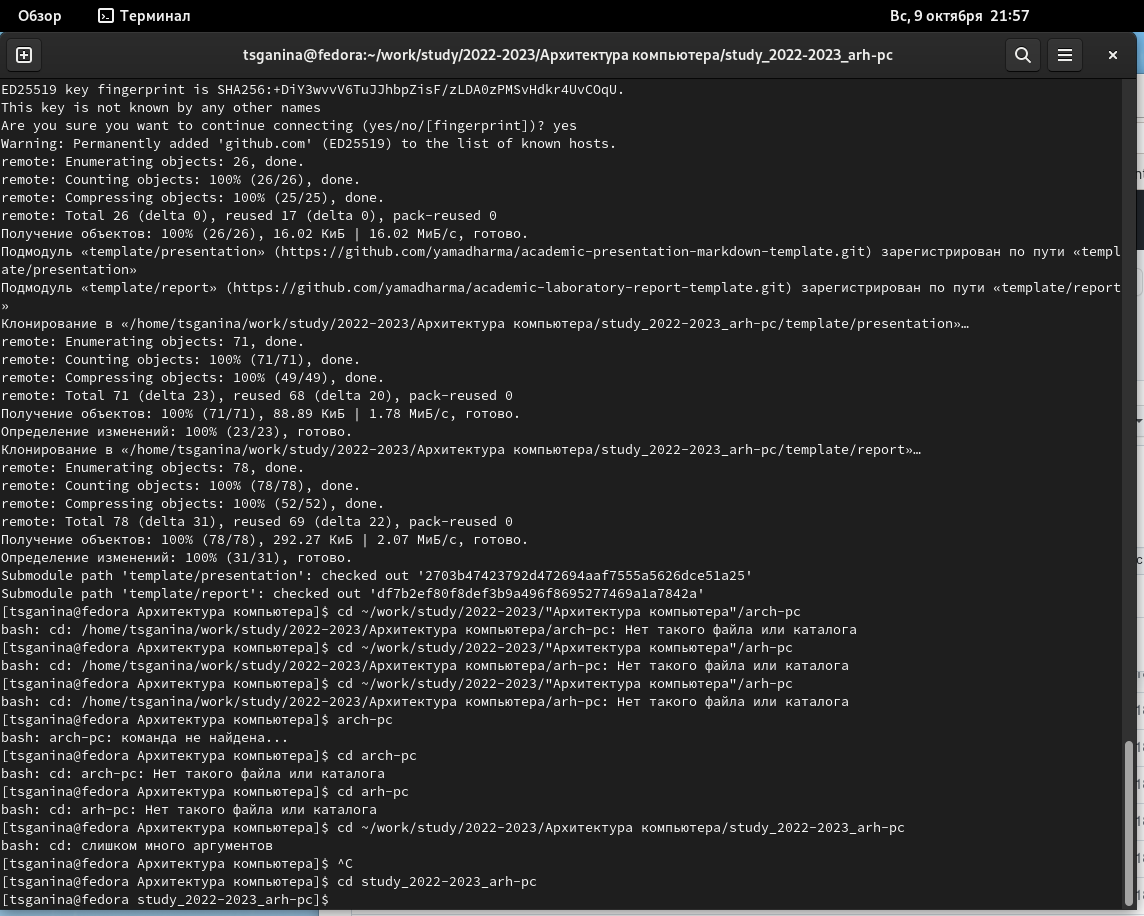 Обзор
Терминал
Вс, 9 октября 21:57
tsganina@fedora:~/work/study/2022-2023/Архитектура компьютера/study_2022-2023_arh-pc
ED25519 key fingerprint is SHA256:+DiY3wvvV6TuJJhbpZisF/zLDA0zPMSvHdkr4UvCOqU.
This key is not known by any other names
Are you sure you want to continue connecting (yes/no/[fingerprint])? yes
Warning: Permanently added 'github.com' (ED25519) to the list of known hosts.
remote: Enumerating objects: 26, done.
remote: Counting objects: 100% (26/26), done.
remote: Compressing objects: 100% (25/25), done.
remote: Total 26 (delta 0), reused 17 (delta 0), pack-reused 0
Получение объектов: 100% (26/26), 16.02 КиБ | 16.02 МиБ/с, готово.
Подмодуль «template/presentation» (https://github.com/yamadharma/academic-presentation-markdown-template.git) зарегистрирован по пути «templ
ate/presentation»
Подмодуль «template/report» (https://github.com/yamadharma/academic-laboratory-report-template.git) зарегистрирован по пути «template/report
»
Клонирование в «/home/tsganina/work/study/2022-2023/Архитектура компьютера/study_2022-2023_arh-pc/template/presentation»…
remote: Enumerating objects: 71, done.
remote: Counting objects: 100% (71/71), done.
remote: Compressing objects: 100% (49/49), done.
remote: Total 71 (delta 23), reused 68 (delta 20), pack-reused 0
Получение объектов: 100% (71/71), 88.89 КиБ | 1.78 МиБ/с, готово.
Определение изменений: 100% (23/23), готово.
Клонирование в «/home/tsganina/work/study/2022-2023/Архитектура компьютера/study_2022-2023_arh-pc/template/report»…
remote: Enumerating objects: 78, done.
remote: Counting objects: 100% (78/78), done.
remote: Compressing objects: 100% (52/52), done.
remote: Total 78 (delta 31), reused 69 (delta 22), pack-reused 0
Получение объектов: 100% (78/78), 292.27 КиБ | 2.07 МиБ/с, готово.
Определение изменений: 100% (31/31), готово.
Submodule path 'template/presentation': checked out '2703b47423792d472694aaf7555a5626dce51a25'
Submodule path 'template/report': checked out 'df7b2ef80f8def3b9a496f8695277469a1a7842a'
[tsganina@fedora Архитектура компьютера]$ cd ~/work/study/2022-2023/"Архитектура компьютера"/arch-pc
bash: cd: /home/tsganina/work/study/2022-2023/Архитектура компьютера/arch-pc: Нет такого файла или каталога
[tsganina@fedora Архитектура компьютера]$ cd ~/work/study/2022-2023/"Архитектура компьютера"/arh-pc
bash: cd: /home/tsganina/work/study/2022-2023/Архитектура компьютера/arh-pc: Нет такого файла или каталога
[tsganina@fedora Архитектура компьютера]$ cd ~/work/study/2022-2023/"Архитектура компьютера"/arh-pc
bash: cd: /home/tsganina/work/study/2022-2023/Архитектура компьютера/arh-pc: Нет такого файла или каталога
[tsganina@fedora Архитектура компьютера]$ arch-pc
bash: arch-pc: команда не найдена...
[tsganina@fedora Архитектура компьютера]$ cd arch-pc
bash: cd: arch-pc: Нет такого файла или каталога
[tsganina@fedora Архитектура компьютера]$ cd arh-pc
bash: cd: arh-pc: Нет такого файла или каталога
[tsganina@fedora Архитектура компьютера]$ cd ~/work/study/2022-2023/Архитектура компьютера/study_2022-2023_arh-pc
bash: cd: слишком много аргументов
[tsganina@fedora Архитектура компьютера]$ ^C
[tsganina@fedora Архитектура компьютера]$ cd study_2022-2023_arh-pc
[tsganina@fedora study_2022-2023_arh-pc]$